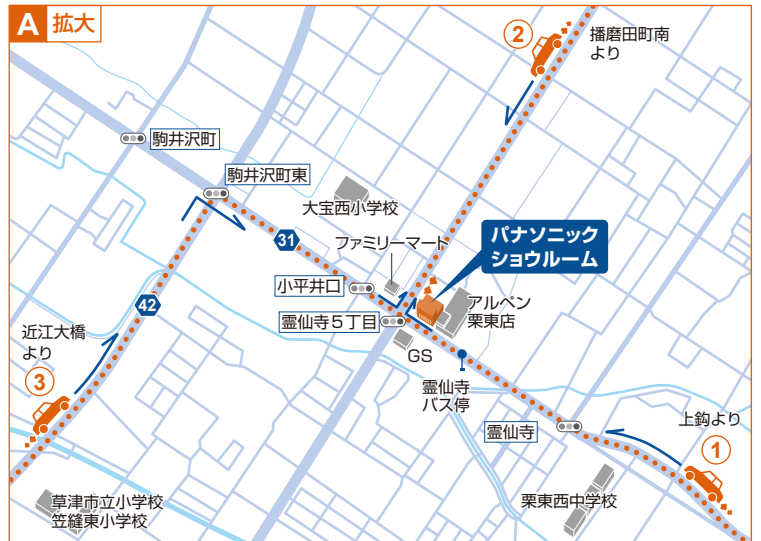 A 拡大
②
播磨田町南
より
駒井沢町
駒井沢町東
大宝西小学校
31
ファミリーマート
パナソニック
ショウルーム
小平井口
アルペン
栗東店
42
霊仙寺5丁目
近江大橋
より
③
GS
霊仙寺
バス停
霊仙寺
上鈎より
①
栗東西中学校
草津市立小学校
笠縫東小学校